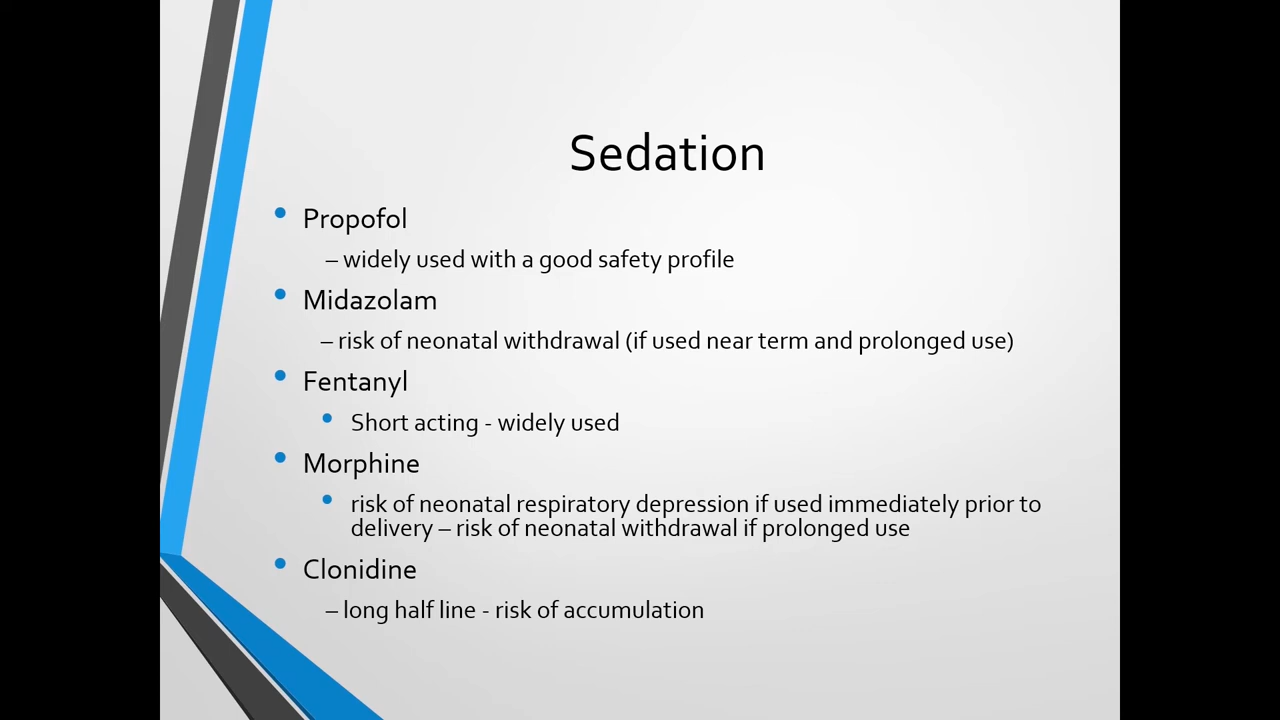 Sedation
• Propofol
– widely used with a good safety profile
• Midazolam
– risk of neonatal withdrawal (if used near term and prolonged use)
• Fentanyl
• Short acting - widely used
• Morphine
• risk of neonatal respiratory depression if used immediately prior to
delivery – risk of neonatal withdrawal if prolonged use
• Clonidine
– long half line - risk of accumulation